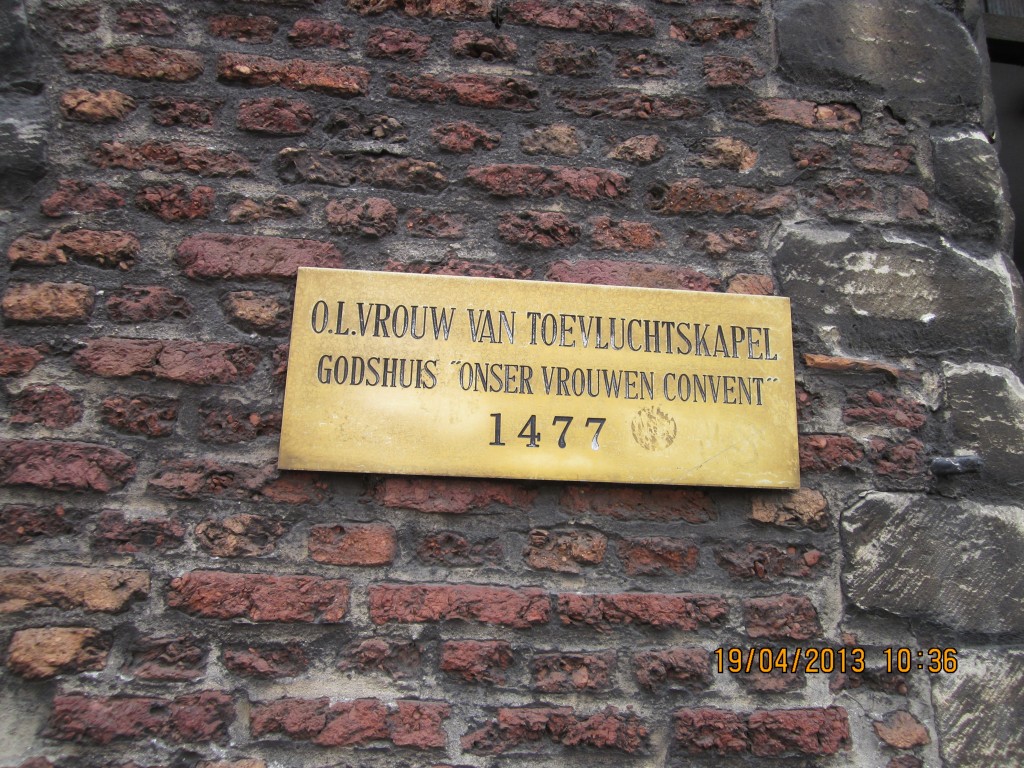 O.L.VROUW VAN TOEVLUCHTSKAPEL
GODSHUIS "ONSER VROUWEN CONVENT"
1477
19/04/2013 10:36